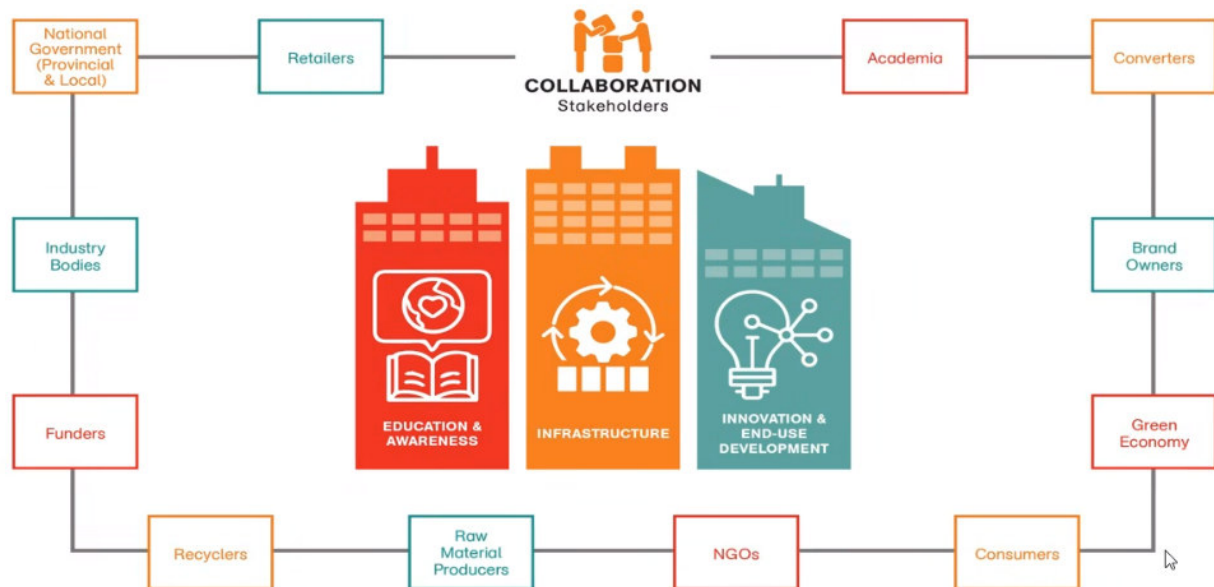 National
Government
(Provincial
& Local)
Retailers
COLLABORATION
Stakeholders
Academia
Converters
Industry
Bodies
Brand
Owners
EDUCATION &
AWARENESS
INFRASTRUCTURE
INNOVATION &
END-USE
DEVELOPMENT
Funders
Green
Economy
Recyclers
Raw
Material
Producers
NGOs
Consumers